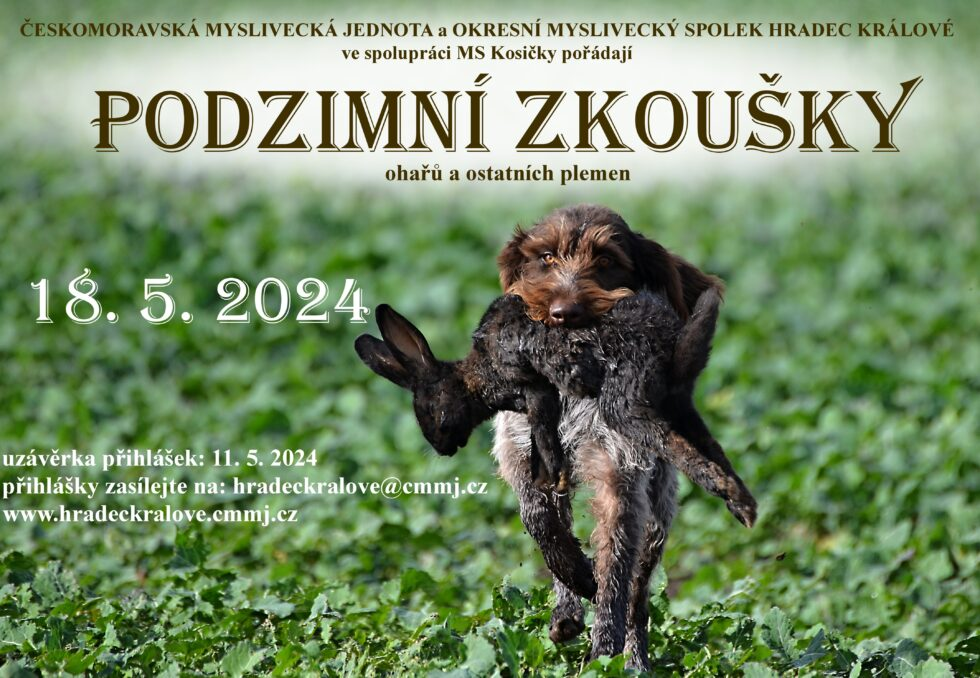 ČESKOMORAVSKÁ MYSLIVECKÁ JEDNOTA a OKRESNÍ MYSLIVECKÝ SPOLEK HRADEC KRÁLOVÉ
ve spolupráci MS Kosičky pořádají
PODZIMNÍ ZKOUŠKY
ohařů a ostatních plemen
18. 5. 2024
uzávěrka přihlášek: 11. 5. 2024
přihlášky zasílejte na: hradeckralove@cmmj.cz
www.hradeckralove.cmmj.cz